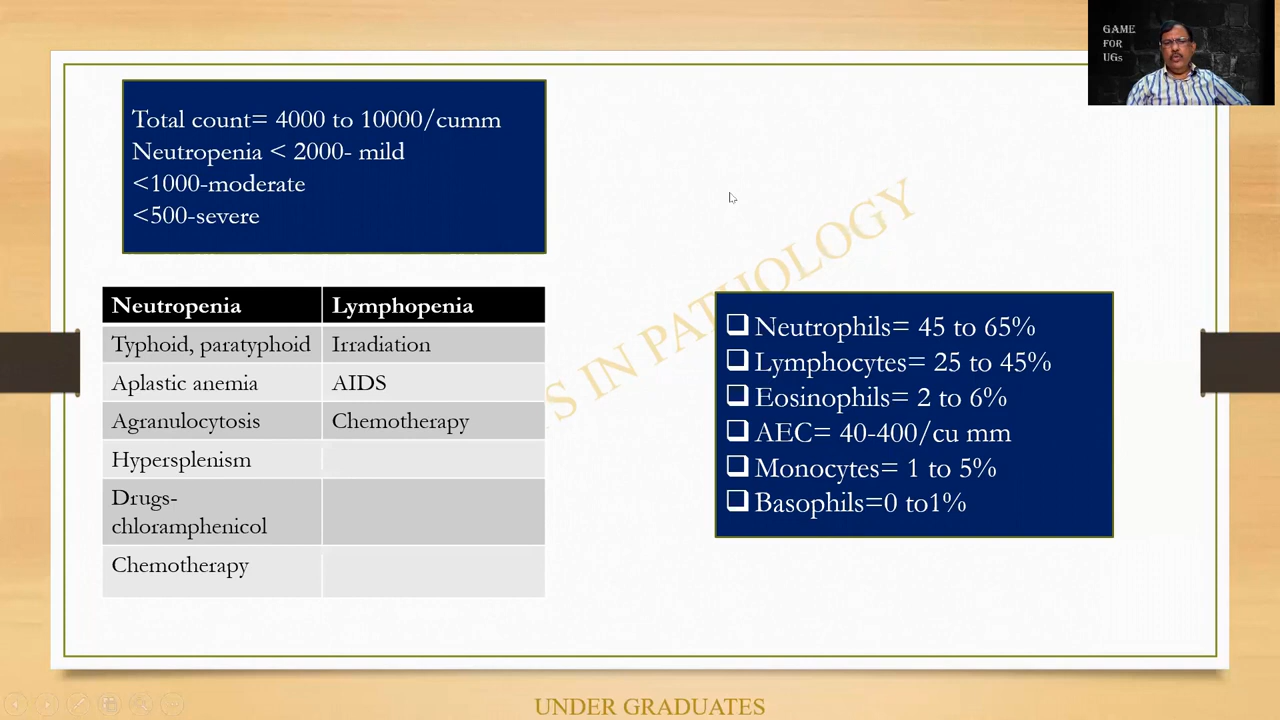 GAME
FOR
UGs
Total count= 4000 to 10000/cumm
Neutropenia < 2000- mild
<1000-moderate
<500-severe
Neutropenia Lymphopenia
Typhoid, paratyphoid Irradiation
Aplastic anemia AIDS
Agranulocytosis Chemotherapy
Hypersplenism
Drugs-
chloramphenicol
Chemotherapy
S IN PATHOLOGY
Neutrophils= 45 to 65%
Lymphocytes= 25 to 45%
Eosinophils= 2 to 6%
AEC= 40-400/cu mm
Monocytes= 1 to 5%
Basophils=0 to1%
UNDER GRADUATES